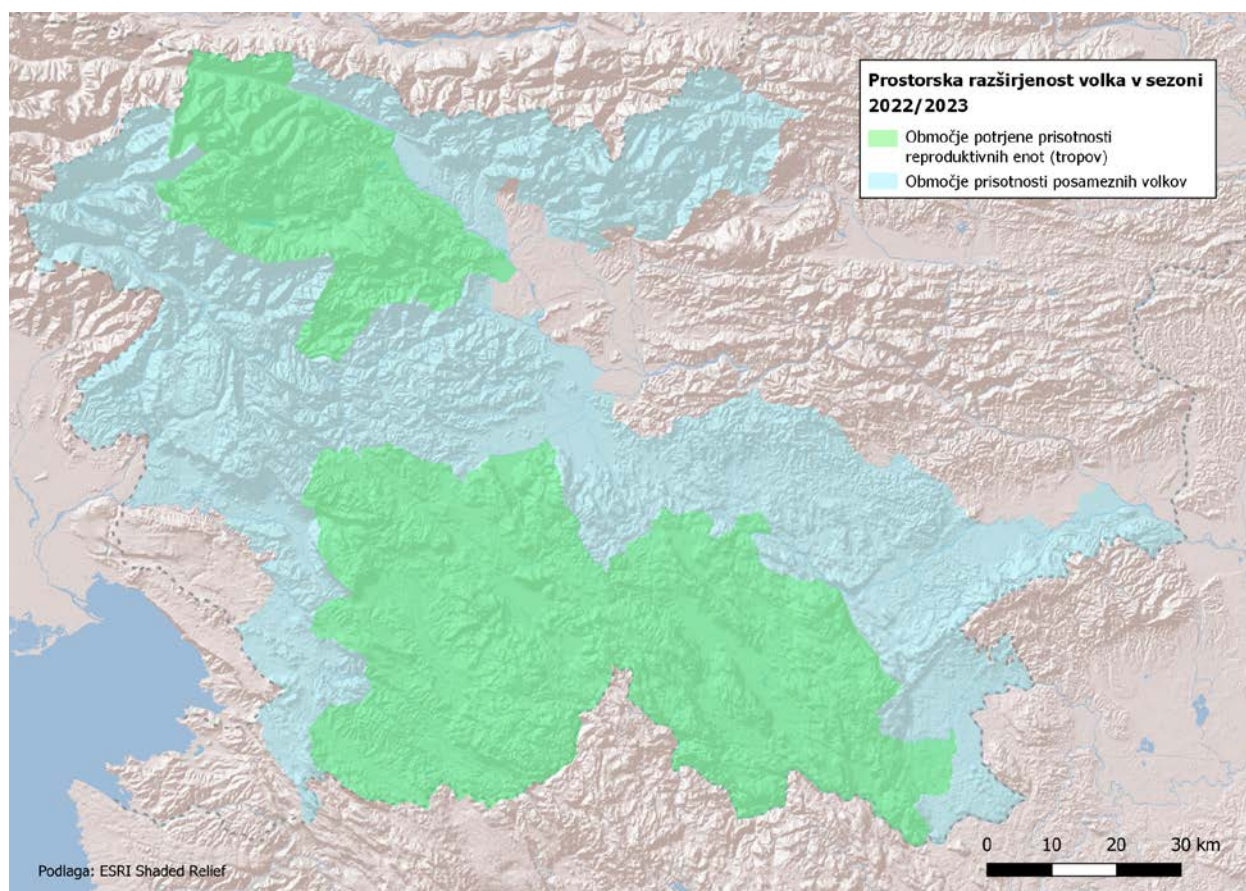 Prostorska razširjenost volka v sezoni
2022/2023
Območje potrjene prisotnosti
reproduktivnih enot (tropov)
Območje prisotnosti posameznih volkov
0 10 20 30 km
Podlaga: ESRI Shaded Relief